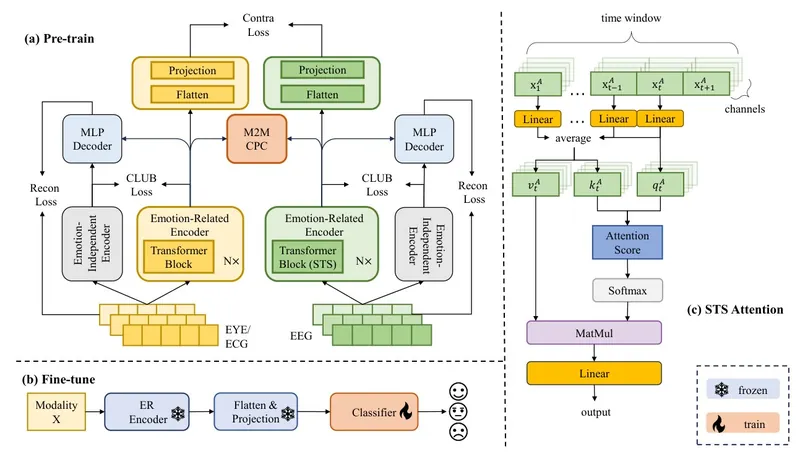 (a) Pre-train
Contra
Loss
Projection
Flatten
Projection
Flatten
MLP
Decoder
M2M
CPC
MLP
Decoder
Recon
Loss
CLUB
Loss
CLUB
Loss
Recon
Loss
Emotion-
Independent
Encoder
Emotion-Related
Encoder
Transformer
Block
N×
Emotion-Related
Encoder
Transformer
Block (STS)
N×
Emotion-
Independent
Encoder
EYE/
ECG
EEG
(b) Fine-tune
Modality
X
ER
Encoder
Flatten &
Projection
Classifier
time window
x₁ᴬ … xₜ₋₁ᴬ xₜᴬ xₜ₊₁ᴬ
channels
Linear … Linear Linear
average
vₜᴬ kₜᴬ qₜᴬ
Attention
Score
Softmax
(c) STS Attention
MatMul
Linear
output
frozen
train